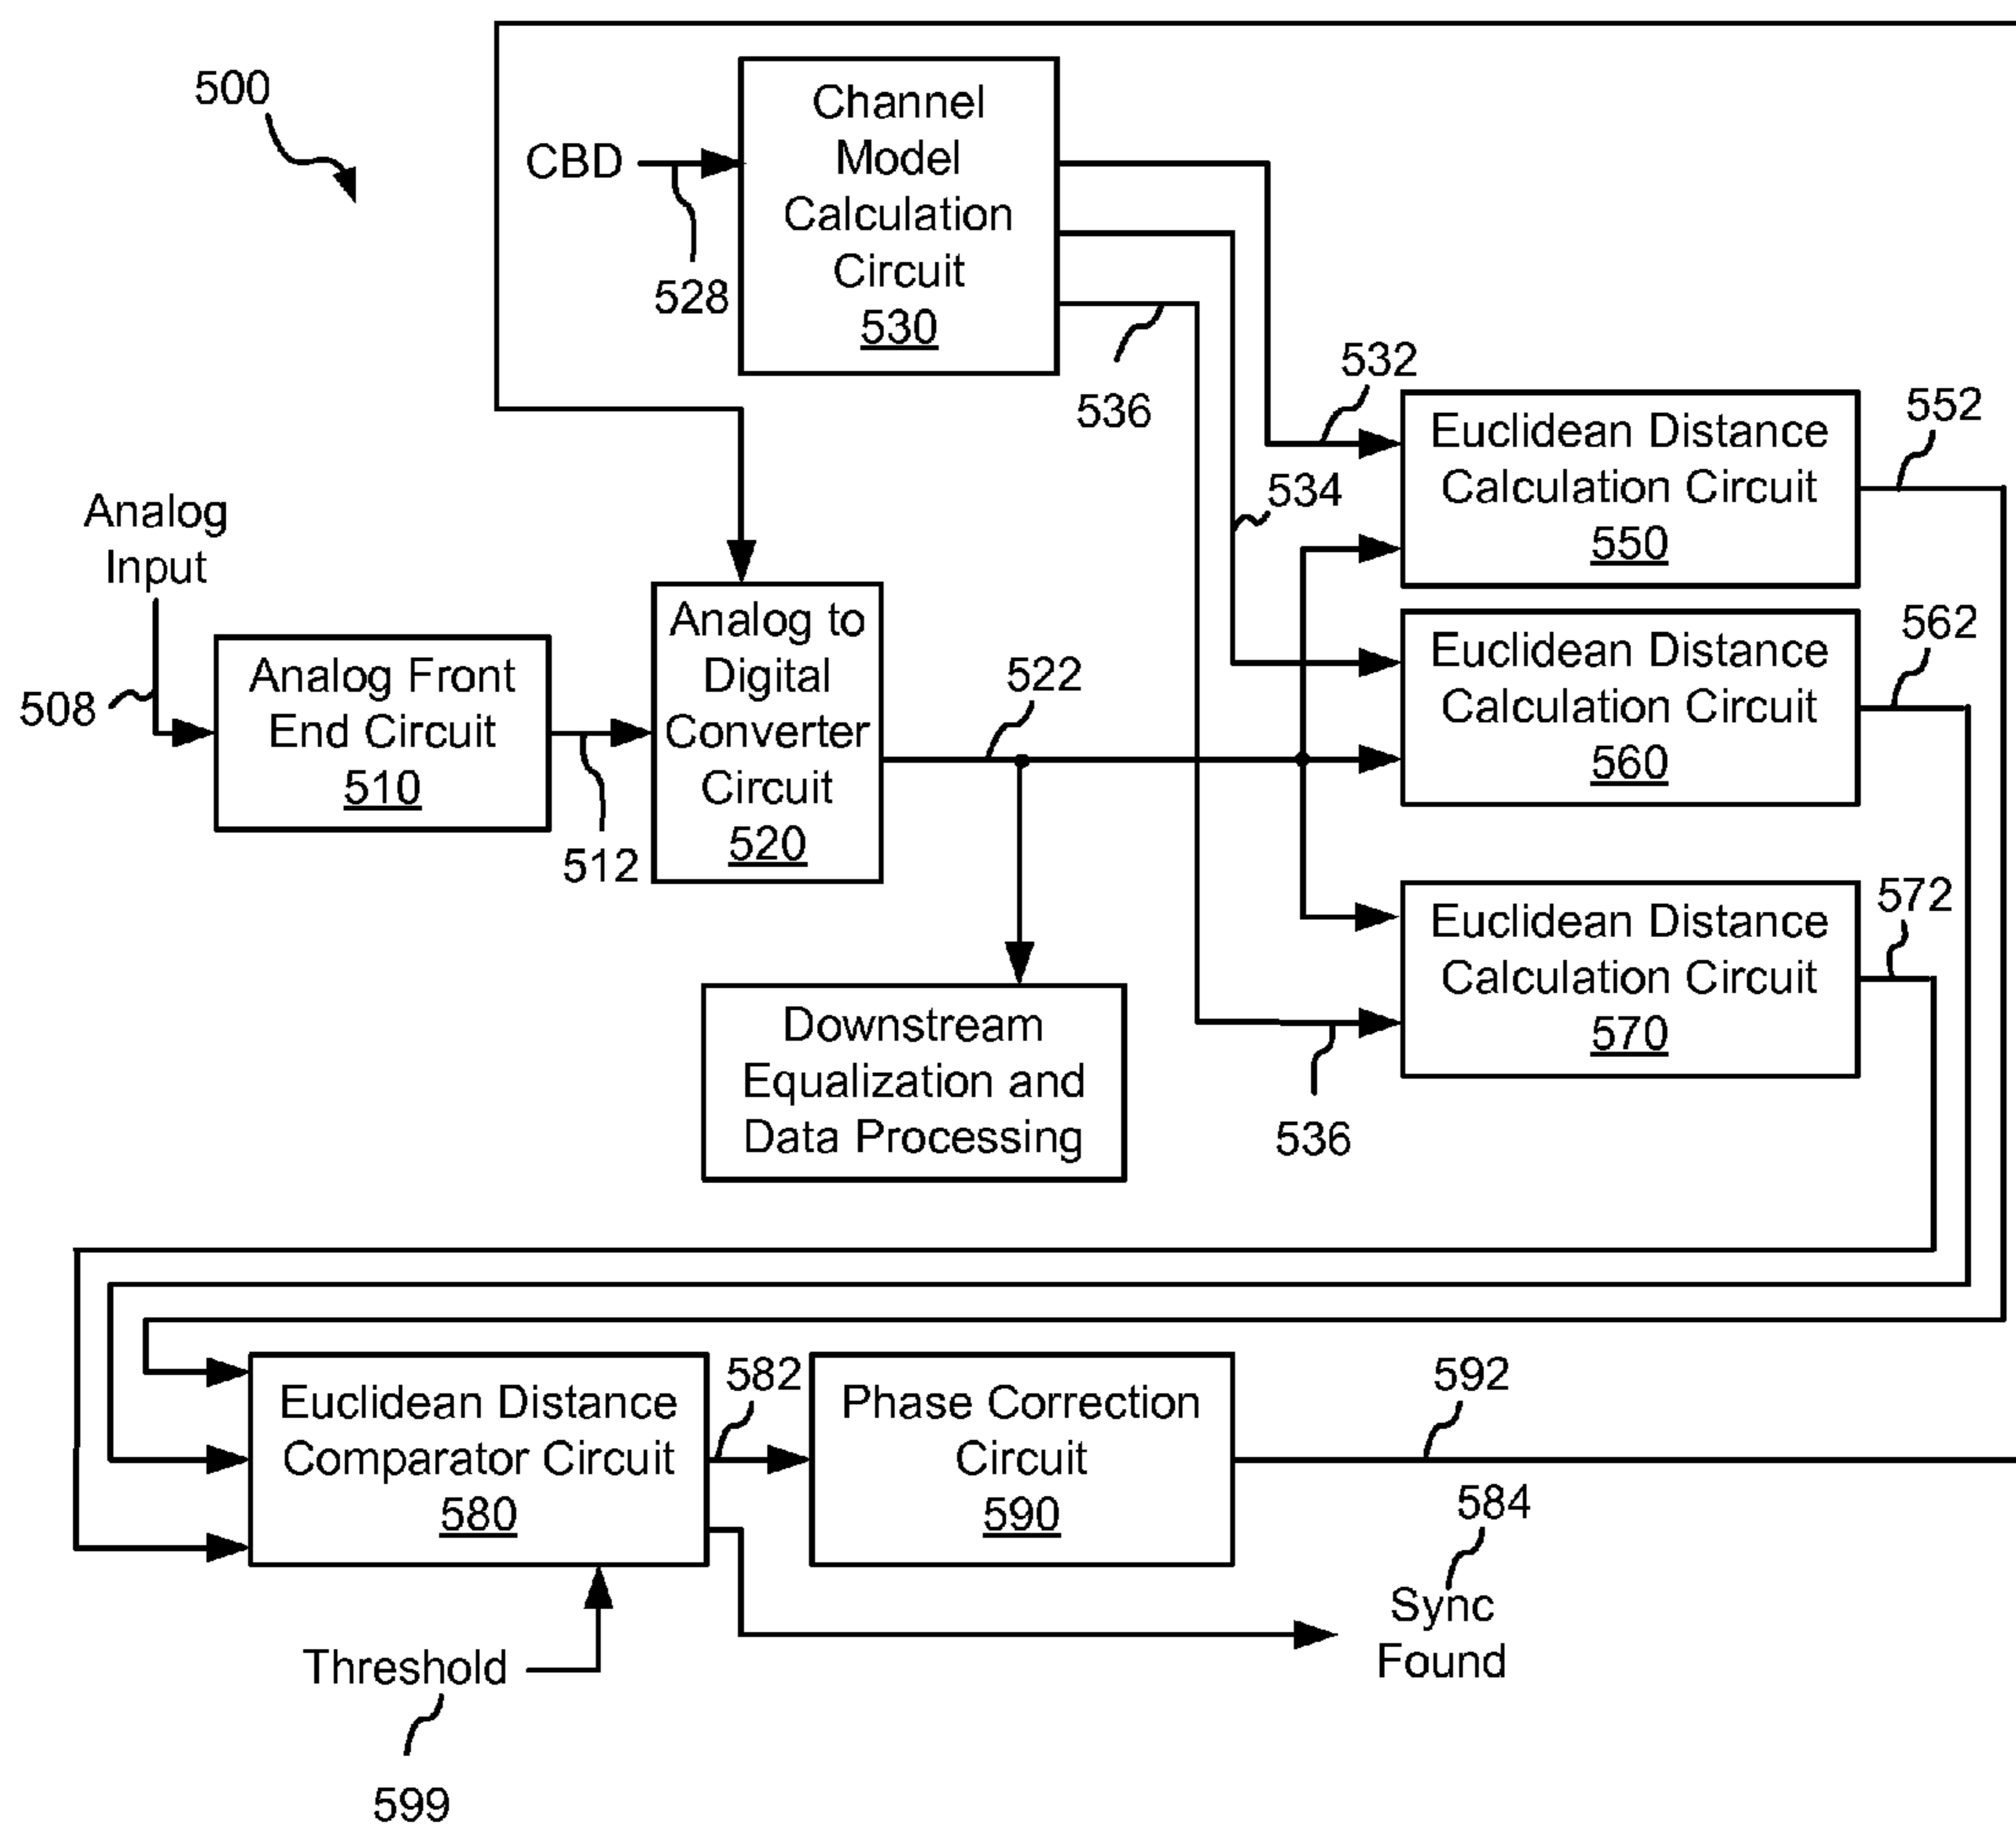 500
CBD
528
Channel
Model
Calculation
Circuit
530
536
532
534
Euclidean Distance
Calculation Circuit
550
552
Analog
Input
508
Analog Front
End Circuit
510
512
Analog to
Digital
Converter
Circuit
520
522
Euclidean Distance
Calculation Circuit
560
562
Euclidean Distance
Calculation Circuit
570
572
536
Downstream
Equalization and
Data Processing
Euclidean Distance
Comparator Circuit
580
582
Phase Correction
Circuit
590
592
584
Sync
Found
Threshold
599